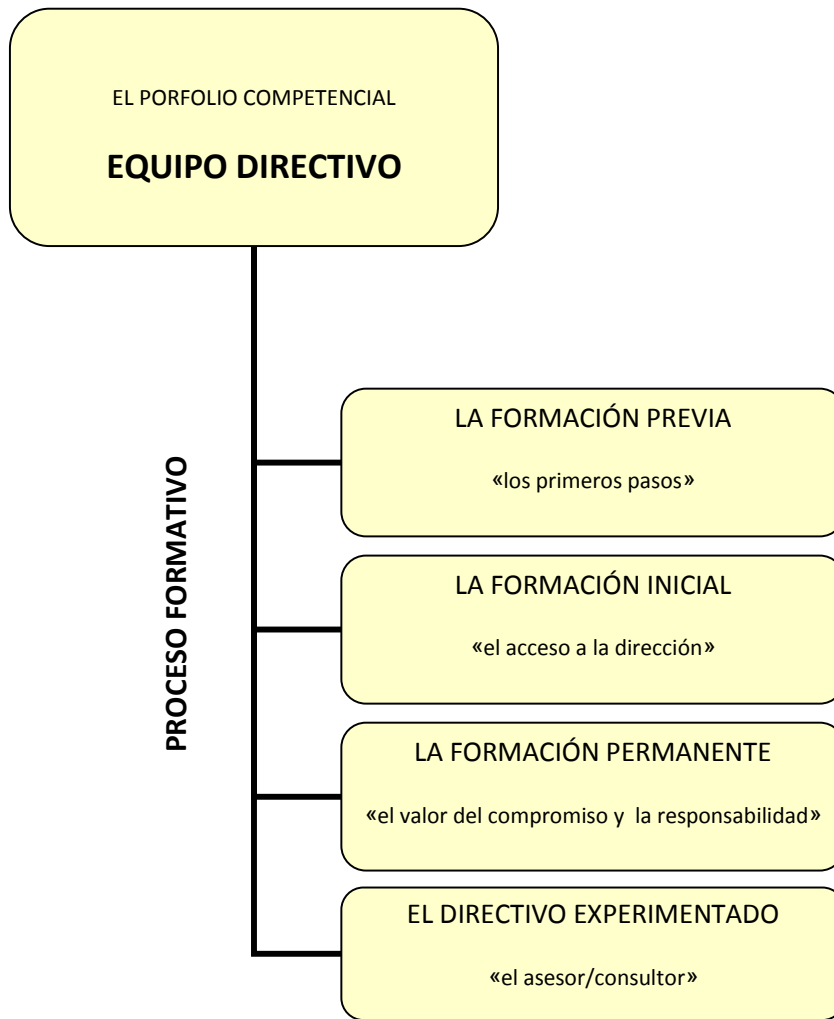 EL PORFOLIO COMPETENCIAL
EQUIPO DIRECTIVO
PROCESO FORMATIVO
LA FORMACIÓN PREVIA
«los primeros pasos»
LA FORMACIÓN INICIAL
«el acceso a la dirección»
LA FORMACIÓN PERMANENTE
«el valor del compromiso y  la responsabilidad»
EL DIRECTIVO EXPERIMENTADO
«el asesor/consultor»